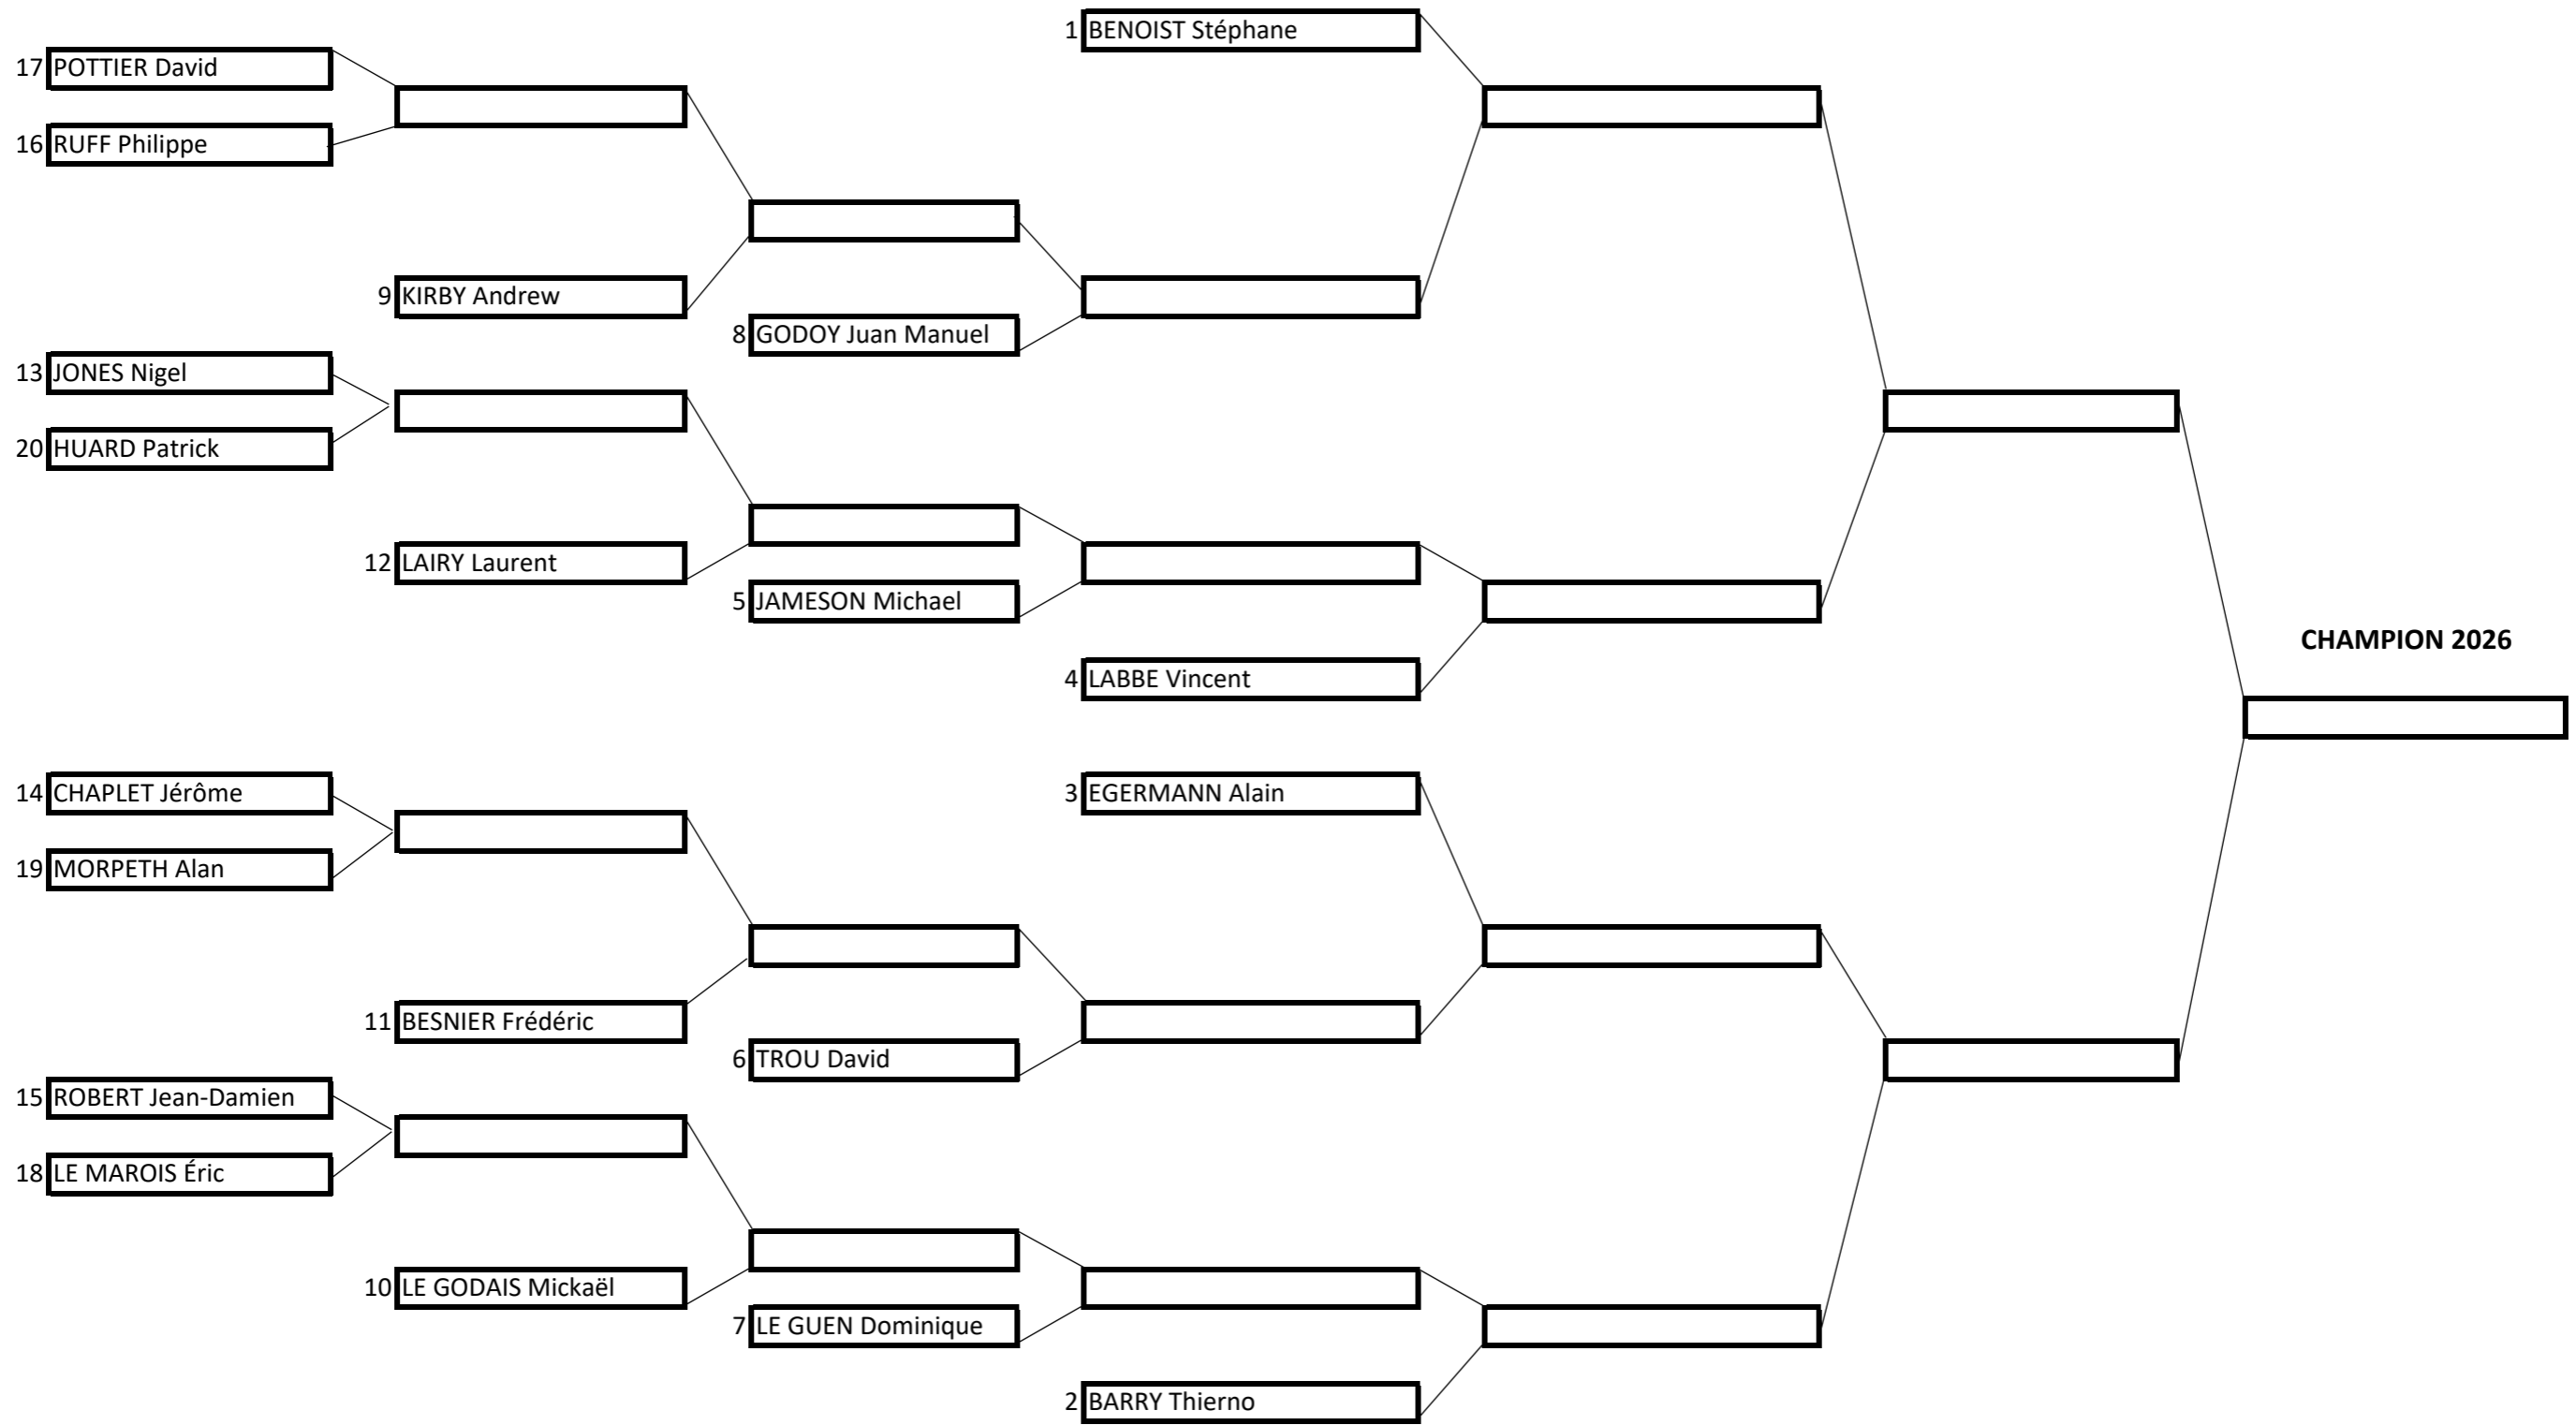 1 BENOIST Stéphane
17 POTTIER David
16 RUFF Philippe
9 KIRBY Andrew
8 GODOY Juan Manuel
13 JONES Nigel
20 HUARD Patrick
12 LAIRY Laurent
5 JAMESON Michael
CHAMPION 2026
4 LABBE Vincent
14 CHAPLET Jérôme
3 EGERMANN Alain
19 MORPETH Alan
11 BESNIER Frédéric
6 TROU David
15 ROBERT Jean-Damien
18 LE MAROIS Éric
10 LE GODAIS Mickaël
7 LE GUEN Dominique
2 BARRY Thierno